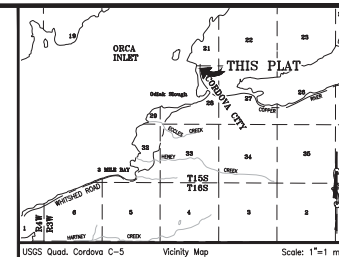 19
ORCA
INLET
21
22
23
THIS PLAT
Odiak Slough
CORDOVA CITY
28
27
26
COPPER
RIVER
29
ECCLES
CREEK
32
HENEY
33
34
35
CREEK
3 MILE BAY
T15S
T16S
WHITSHED ROAD
R4W
R3W
1
6
5
4
3
2
HARTNEY
CREEK
USGS Quad. Cordova C-5 Vicinity Map Scale: 1"=1 m